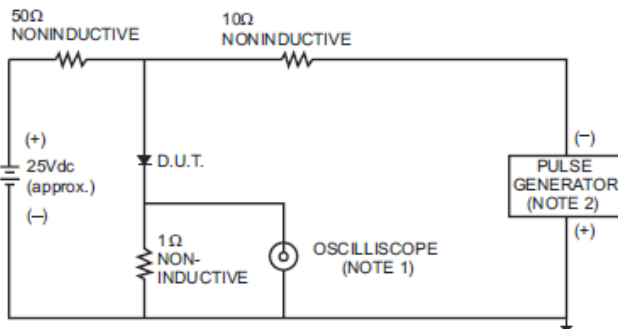 50Ω
NONINDUCTIVE
10Ω
NONINDUCTIVE
(+)
25Vdc
(approx.)
(−)
D.U.T.
1Ω
NON-
INDUCTIVE
OSCILLISCOPE
(NOTE 1)
(−)
PULSE
GENERATOR
(NOTE 2)
(+)